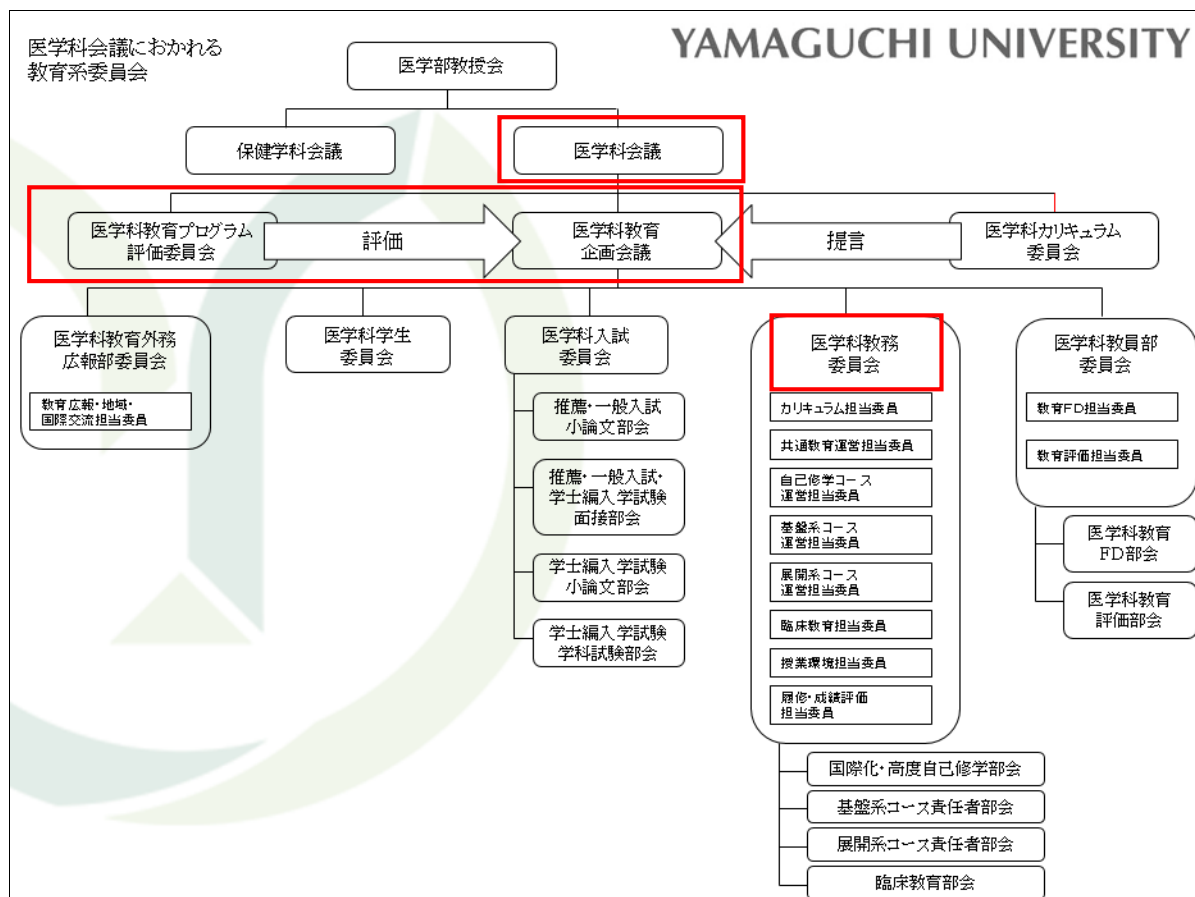 医学科会議におかれる
教育系委員会
YAMAGUCHI UNIVERSITY
医学部教授会
保健学科会議
医学科会議
医学科教育プログラム
評価委員会
評価
医学科教育
企画会議
提言
医学科カリキュラム
委員会
医学科教育外務
広報部委員会
教育広報・地域・
国際交流担当委員
医学科学生
委員会
医学科入試
委員会
推薦・一般入試
小論文部会
推薦・一般入試・
学士編入学試験
面接部会
学士編入学試験
小論文部会
学士編入学試験
学科試験部会
医学科教務
委員会
カリキュラム担当委員
共通教育運営担当委員
自己修学コース
運営担当委員
基盤系コース
運営担当委員
展開系コース
運営担当委員
臨床教育担当委員
授業環境担当委員
履修・成績評価
担当委員
国際化・高度自己修学部会
基盤系コース責任者部会
展開系コース責任者部会
臨床教育部会
医学科教員部
委員会
教育FD担当委員
教育評価担当委員
医学科教育
FD部会
医学科教育
評価部会